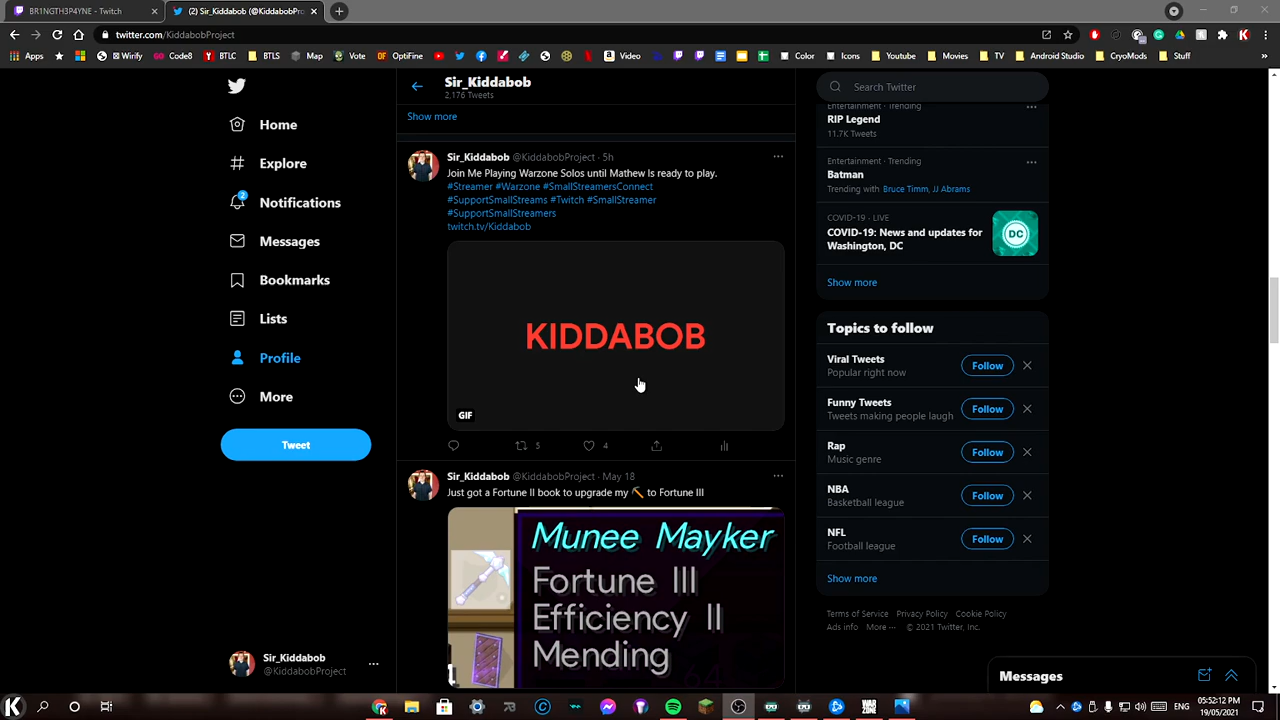 BR1NGTH3P4YNE - Twitch
(2) Sir_Kiddabob (@KiddabobProject
twitter.com/KiddabobProject
Apps
Wirify
Code8
BTLC
BTLS
Map
Vote
OptiFine
Video
Color
Icons
Youtube
Movies
TV
Android Studio
CryoMods
Stuff
Home
Explore
2
Notifications
Messages
Bookmarks
Lists
Profile
More
Tweet
Sir_Kiddabob
@KiddabobProject
Sir_Kiddabob
2,176 Tweets
Show more
Sir_Kiddabob @KiddabobProject · 5h
Join Me Playing Warzone Solos until Mathew Is ready to play.
#Streamer #Warzone #SmallStreamersConnect
#SupportSmallStreams #Twitch #SmallStreamer
#SupportSmallStreamers
twitch.tv/Kiddabob
KIDDABOB
GIF
5
4
Sir_Kiddabob @KiddabobProject · May 18
Just got a Fortune II book to upgrade my ⛏ to Fortune III
Munee Mayker
Fortune III
Efficiency II
Mending
64
Search Twitter
Entertainment · Trending
RIP Legend
11.7K Tweets
Entertainment · Trending
Batman
Trending with: Bruce Timm, JJ Abrams
COVID-19 · LIVE
COVID-19: News and updates for
Washington, DC
DC
Show more
Topics to follow
Viral Tweets
Popular right now
Follow
Funny Tweets
Tweets making people laugh
Follow
Rap
Music genre
Follow
NBA
Basketball league
Follow
NFL
Football league
Follow
Show more
Terms of Service Privacy Policy Cookie Policy
Ads info More ··· © 2021 Twitter, Inc.
Messages
ENG
05:52:12 PM
19/05/2021